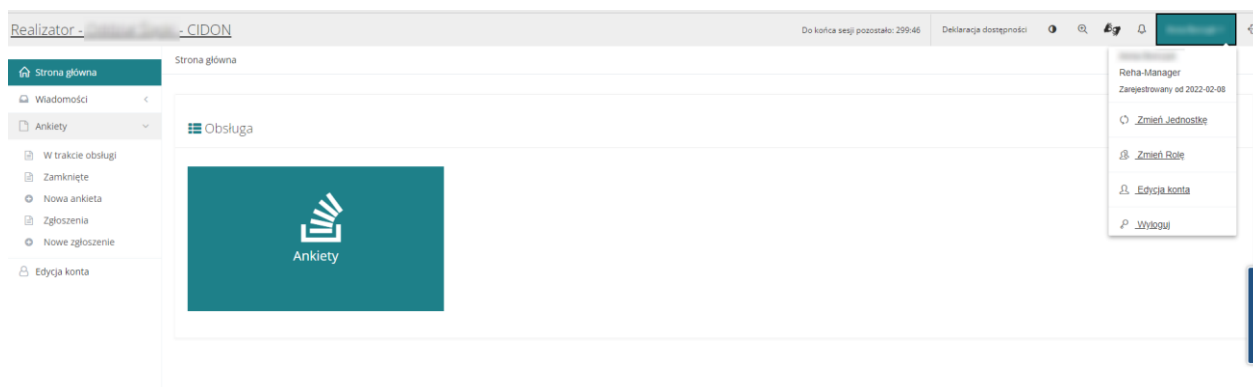 Realizator - - CIDON
Do końca sesji pozostało: 299:46
Deklaracja dostępności
Strona główna
Wiadomości
Ankiety
W trakcie obsługi
Zamknięte
Nowa ankieta
Zgłoszenia
Nowe zgłoszenie
Edycja konta
Strona główna
Obsługa
Ankiety
Reha-Manager
Zarejestrowany od 2022-02-08
Zmień Jednostkę
Zmień Rolę
Edycja konta
Wyloguj